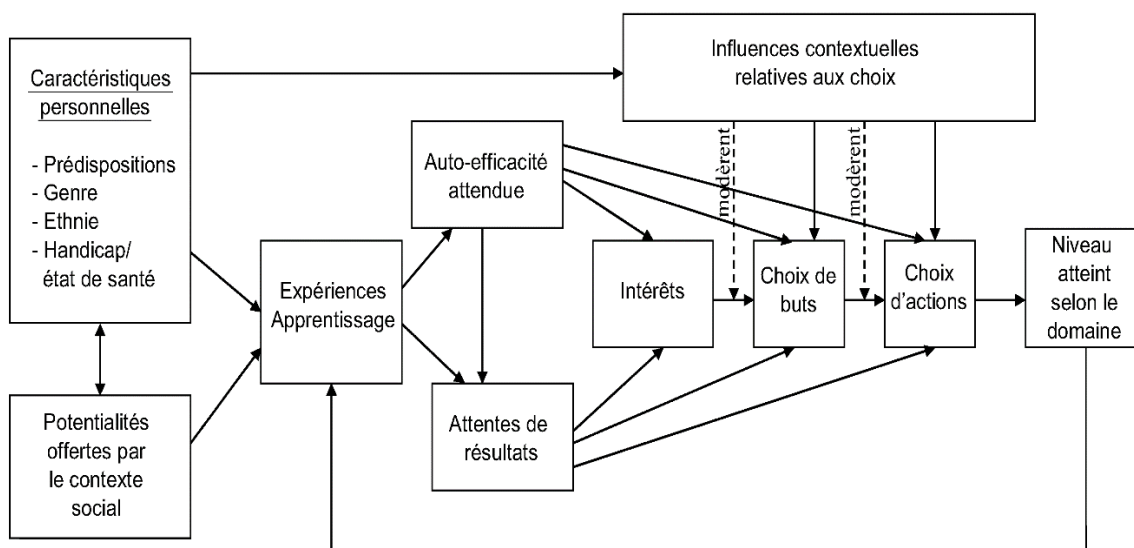 Caractéristiques
personnelles
- Prédispositions
- Genre
- Ethnie
- Handicap/
état de santé
Potentialités
offertes par
le contexte
social
Expériences
Apprentissage
Auto-efficacité
attendue
Attentes de
résultats
Influences contextuelles
relatives aux choix
modèrent
modèrent
Intérêts
Choix de
buts
Choix
d'actions
Niveau
atteint
selon le
domaine